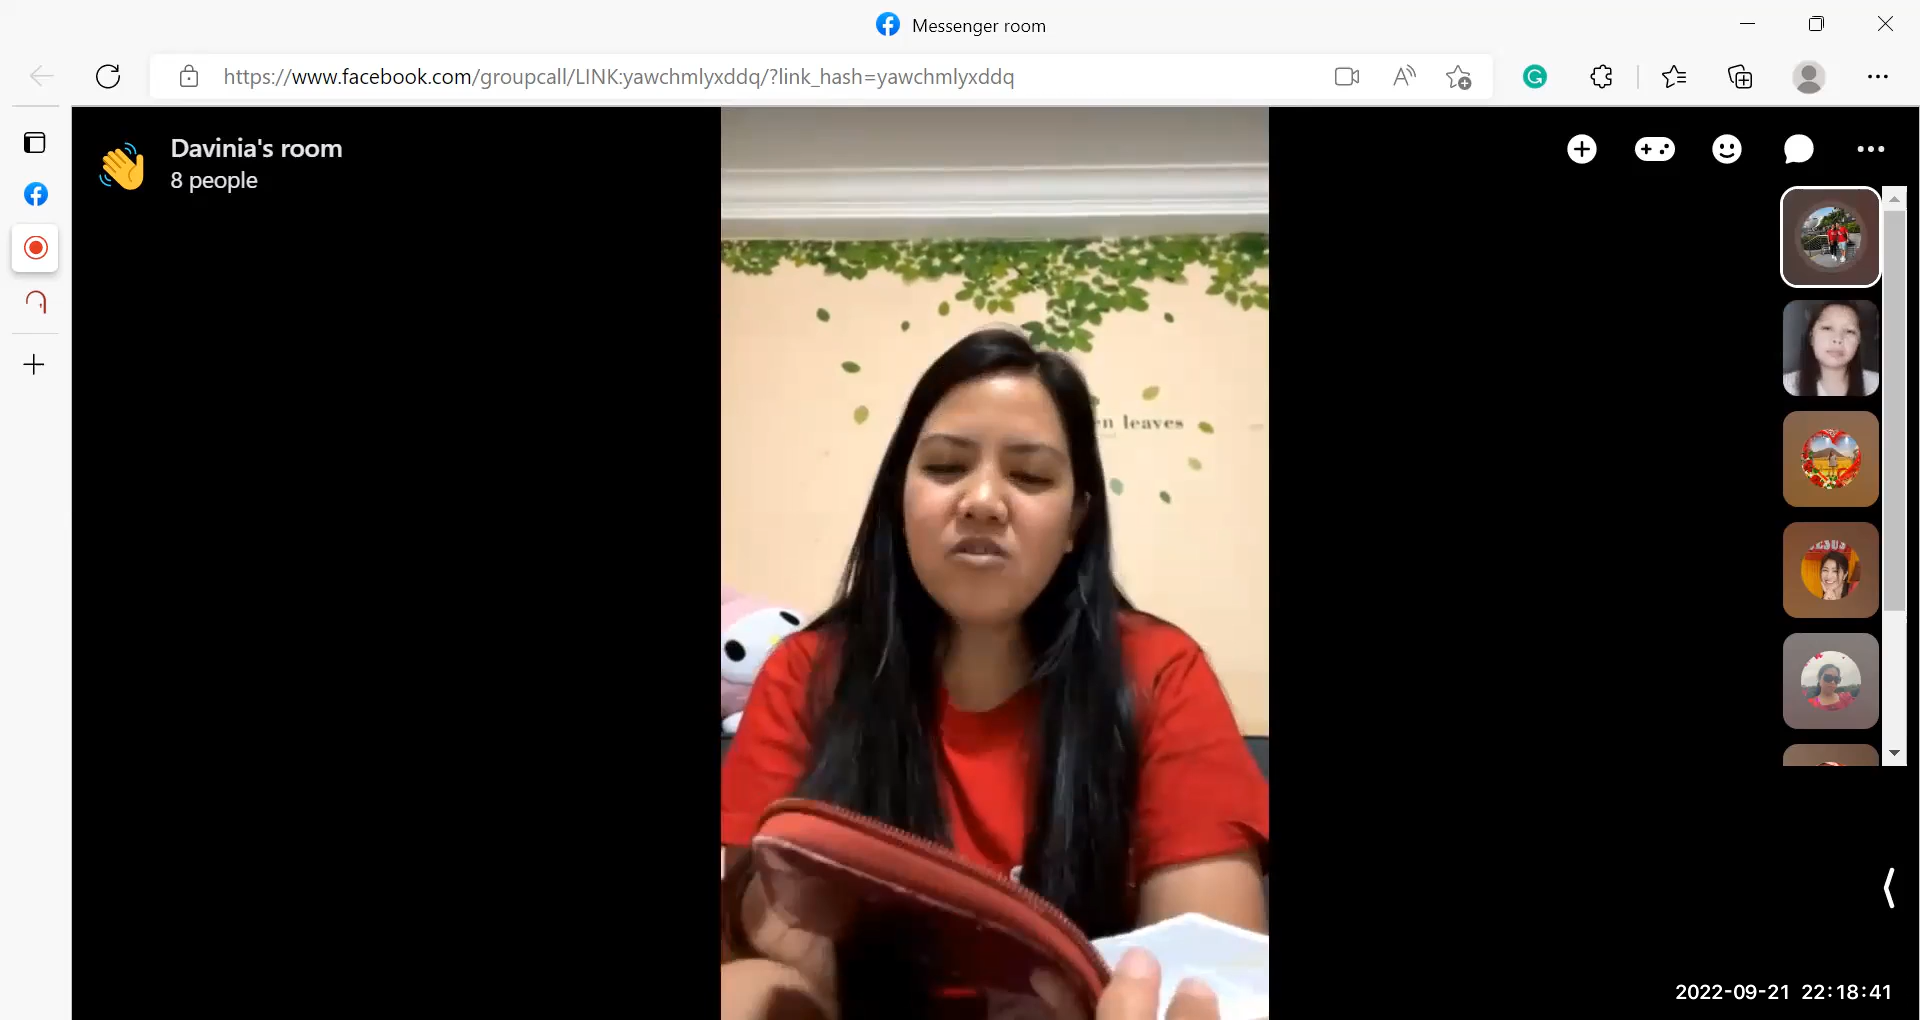 Messenger room
https://www.facebook.com/groupcall/LINK:yawchmlyxddq/?link_hash=yawchmlyxddq
Davinia's room
8 people
leaves
JESUS
2022-09-21 22:18:41